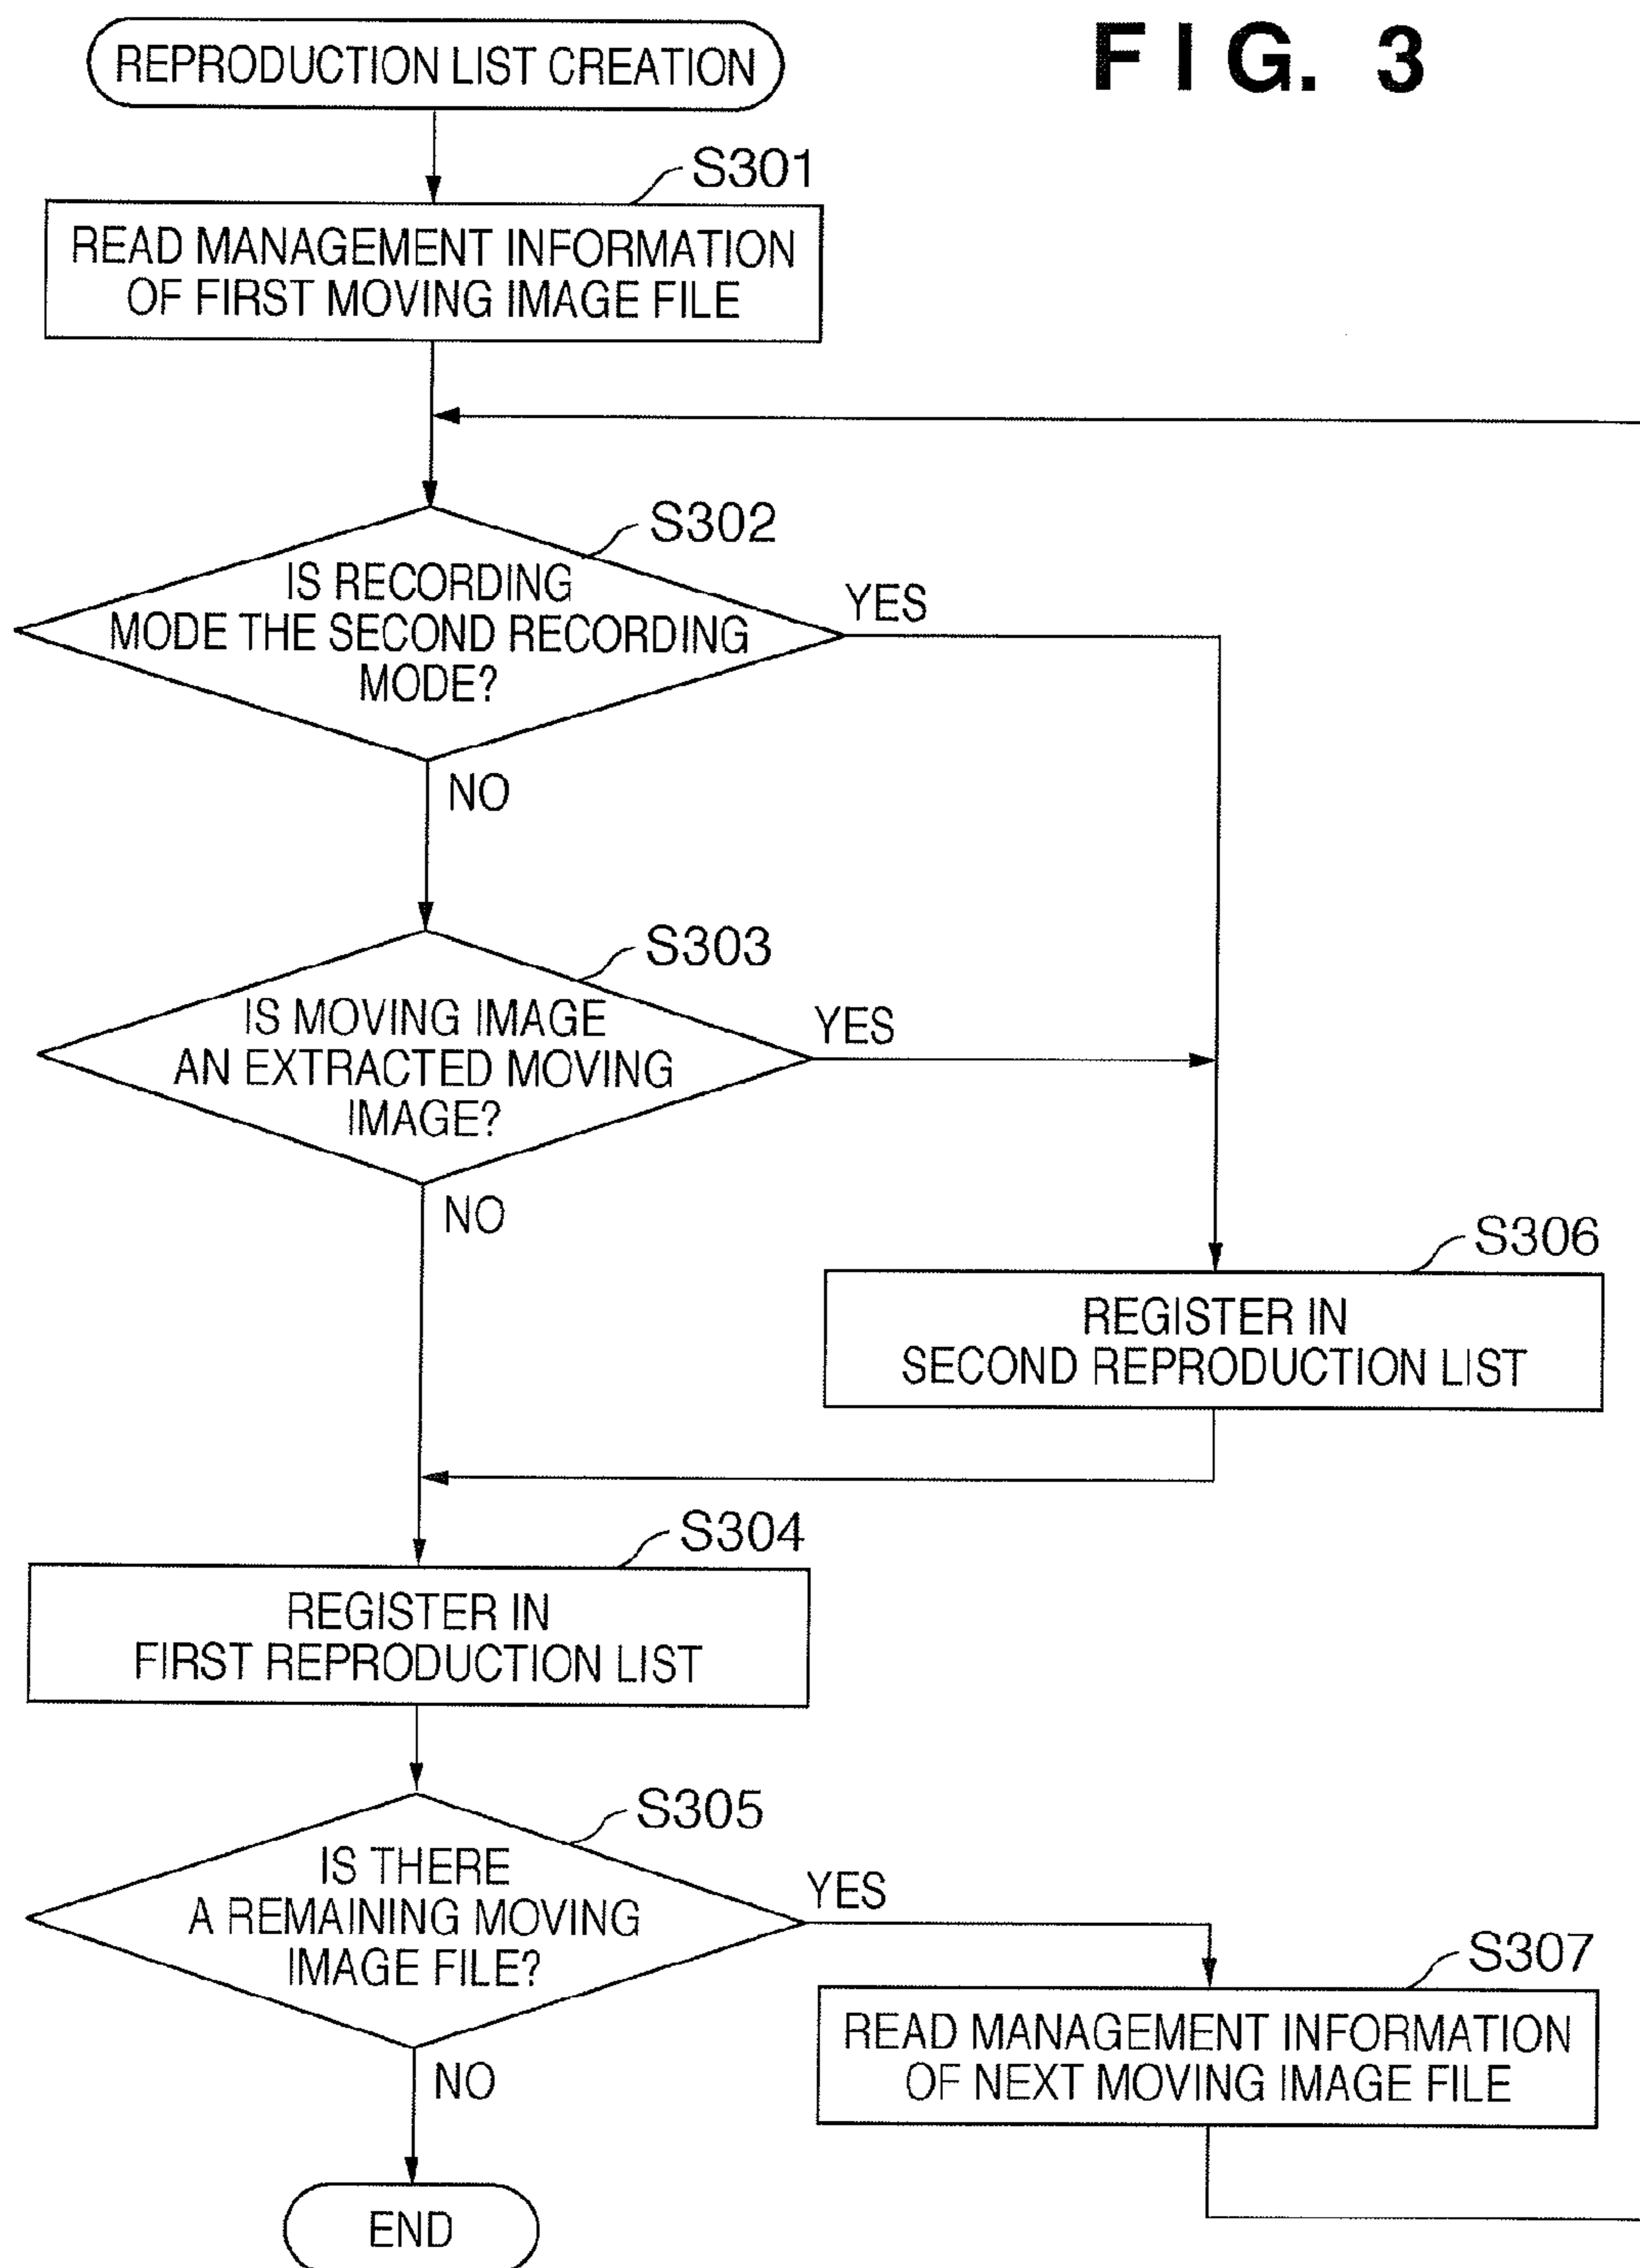 FIG. 3
REPRODUCTION LIST CREATION
S301
READ MANAGEMENT INFORMATION
OF FIRST MOVING IMAGE FILE
S302
IS RECORDING
MODE THE SECOND RECORDING
MODE?
YES
NO
S303
IS MOVING IMAGE
AN EXTRACTED MOVING
IMAGE?
YES
NO
S306
REGISTER IN
SECOND REPRODUCTION LIST
S304
REGISTER IN
FIRST REPRODUCTION LIST
S305
IS THERE
A REMAINING MOVING
IMAGE FILE?
YES
NO
S307
READ MANAGEMENT INFORMATION
OF NEXT MOVING IMAGE FILE
END